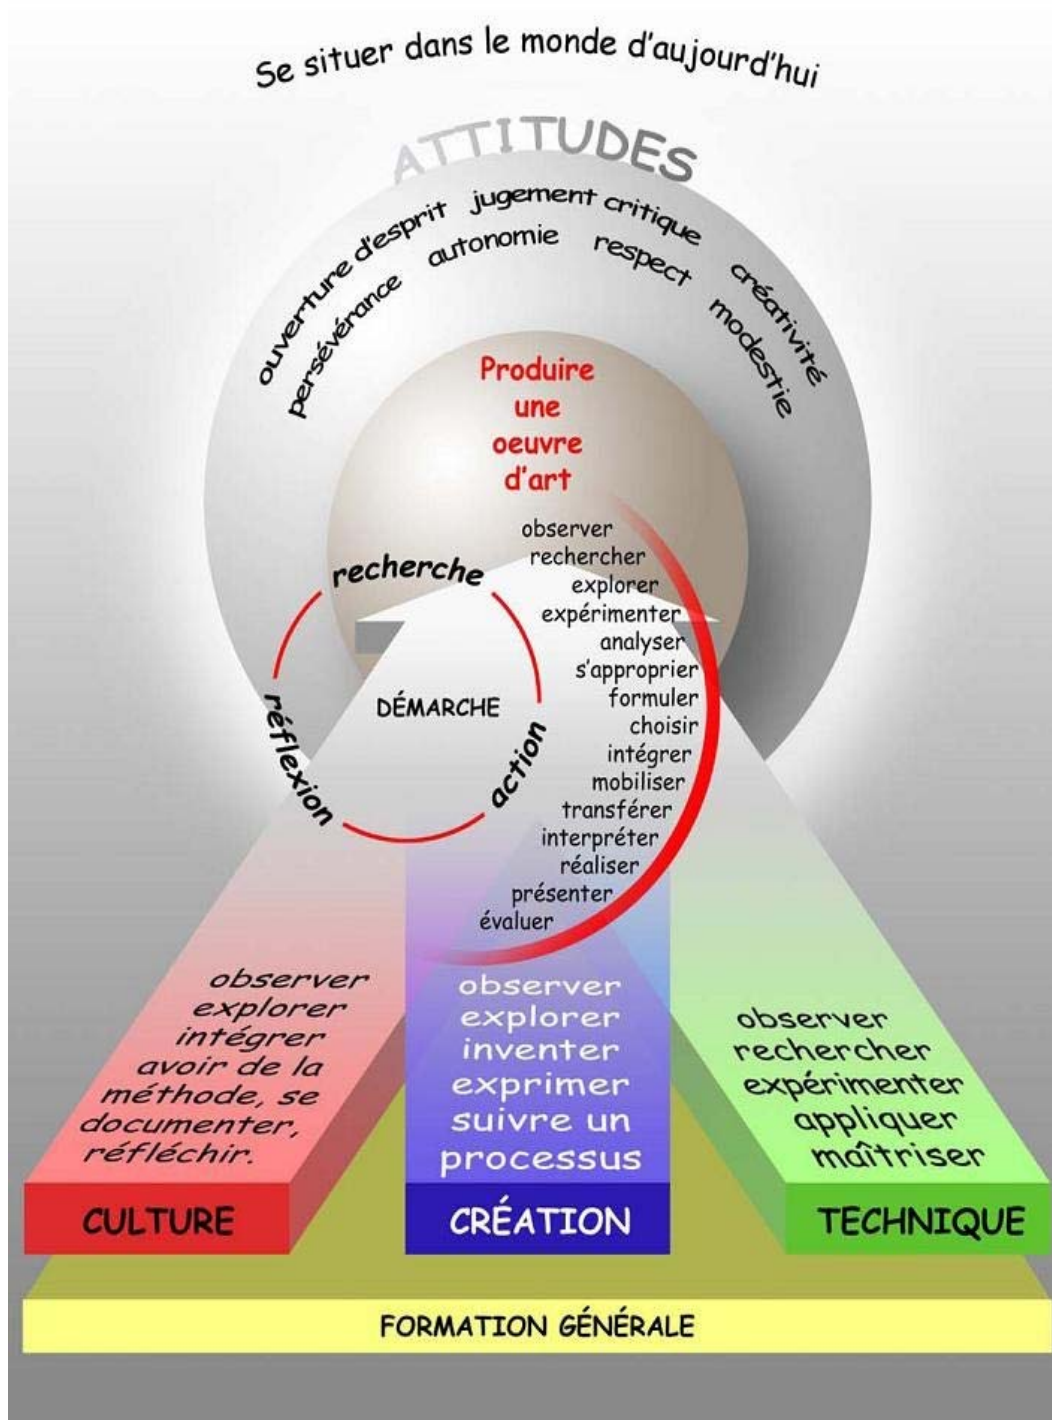 Se situer dans le monde d'aujourd'hui
ATTITUDES
ouverture d'esprit jugement critique créativité
persévérance autonomie respect modestie
Produire
une
oeuvre
d'art
observer
rechercher
explorer
expérimenter
analyser
s'approprier
formuler
choisir
intégrer
mobiliser
transférer
interpréter
réaliser
présenter
évaluer
recherche
DÉMARCHE
réflexion
action
observer
explorer
intégrer
avoir de la
méthode, se
documenter,
réfléchir.
CULTURE
observer
explorer
inventer
exprimer
suivre un
processus
CRÉATION
observer
rechercher
expérimenter
appliquer
maîtriser
TECHNIQUE
FORMATION GÉNÉRALE